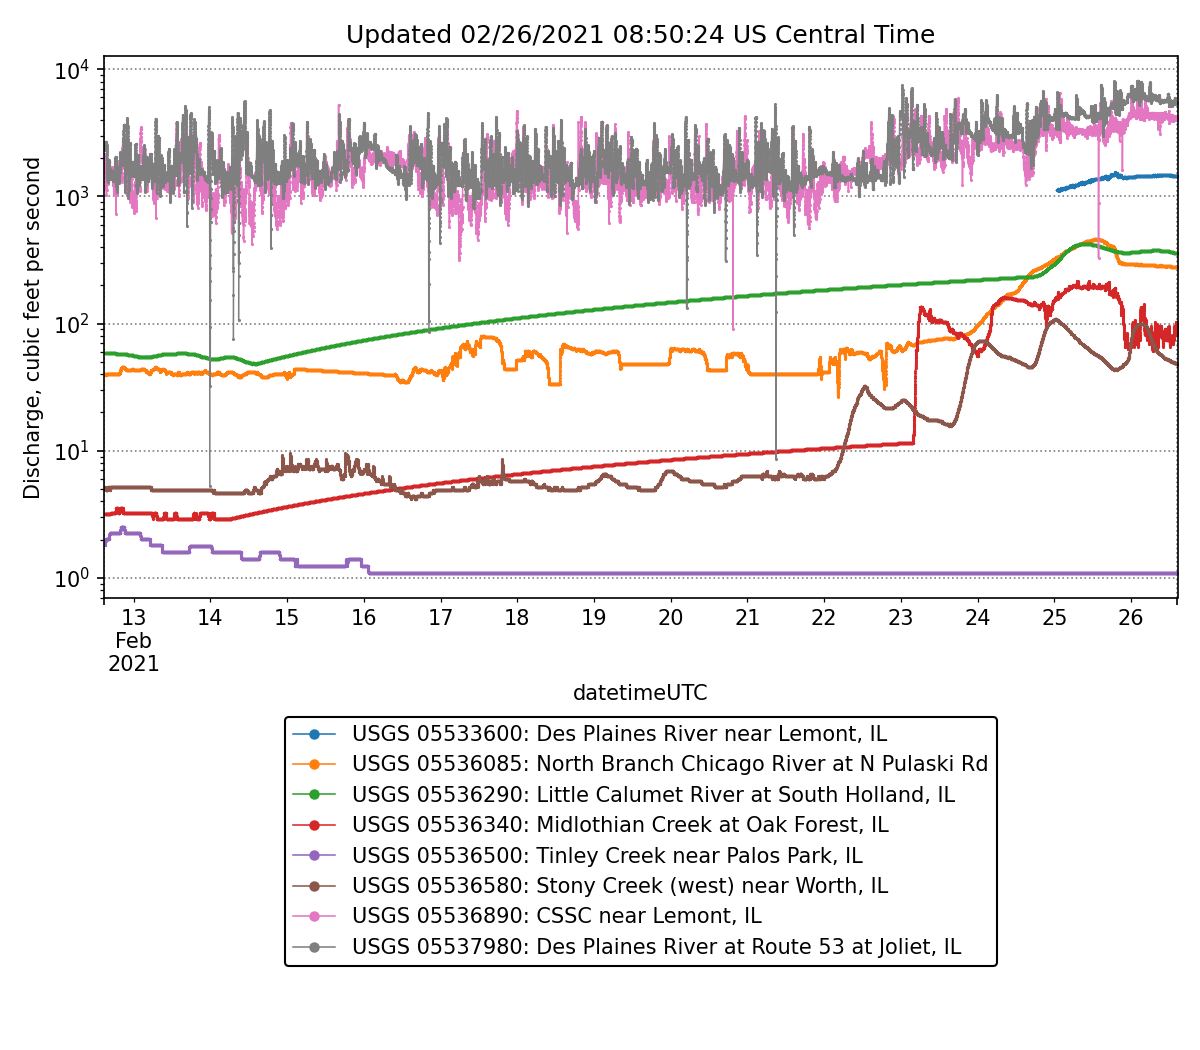 Updated 02/26/2021 08:50:24 US Central Time
Discharge, cubic feet per second
10^4
10^3
10^2
10^1
10^0
13 14 15 16 17 18 19 20 21 22 23 24 25 26
Feb
2021
datetimeUTC
USGS 05533600: Des Plaines River near Lemont, IL
USGS 05536085: North Branch Chicago River at N Pulaski Rd
USGS 05536290: Little Calumet River at South Holland, IL
USGS 05536340: Midlothian Creek at Oak Forest, IL
USGS 05536500: Tinley Creek near Palos Park, IL
USGS 05536580: Stony Creek (west) near Worth, IL
USGS 05536890: CSSC near Lemont, IL
USGS 05537980: Des Plaines River at Route 53 at Joliet, IL